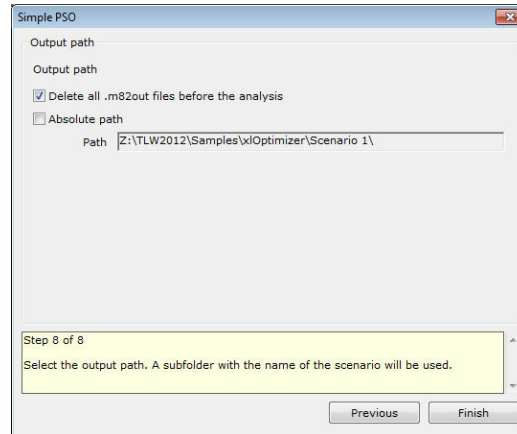 Simple PSO
Output path
Output path
Delete all .m82out files before the analysis
Absolute path
Path Z:\TLW2012\Samples\xlOptimizer\Scenario 1\
Step 8 of 8
Select the output path. A subfolder with the name of the scenario will be used.
Previous Finish